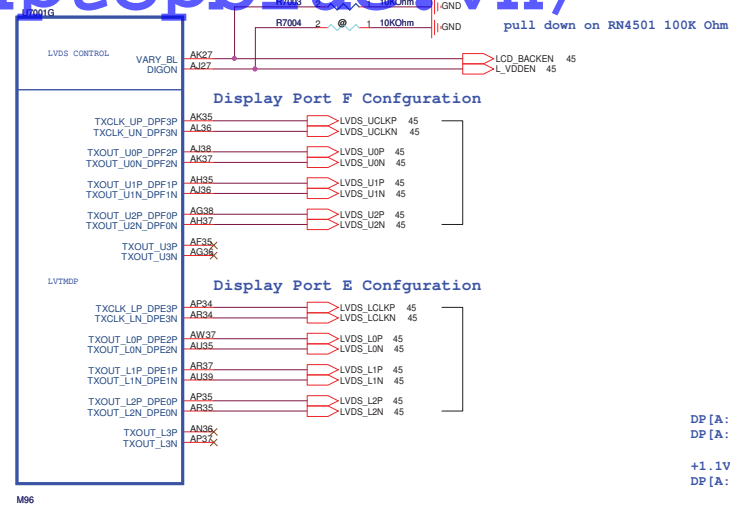 U7001G
R7003 2 1 10KOhm GND
R7004 2 @ 1 10KOhm GND
pull down on RN4501 100K Ohm
LVDS CONTROL
VARY_BL AK27 LCD_BACKEN 45
DIGON AJ27 L_VDDEN 45
Display Port F Confguration
TXCLK_UP_DPF3P AK35 LVDS_UCLKP 45
TXCLK_UN_DPF3N AL36 LVDS_UCLKN 45
TXOUT_U0P_DPF2P AJ38 LVDS_U0P 45
TXOUT_U0N_DPF2N AK37 LVDS_U0N 45
TXOUT_U1P_DPF1P AH35 LVDS_U1P 45
TXOUT_U1N_DPF1N AJ36 LVDS_U1N 45
TXOUT_U2P_DPF0P AG38 LVDS_U2P 45
TXOUT_U2N_DPF0N AH37 LVDS_U2N 45
TXOUT_U3P AF35
TXOUT_U3N AG36
LVTMDP
Display Port E Confguration
TXCLK_LP_DPE3P AP34 LVDS_LCLKP 45
TXCLK_LN_DPE3N AR34 LVDS_LCLKN 45
TXOUT_L0P_DPE2P AW37 LVDS_L0P 45
TXOUT_L0N_DPE2N AU35 LVDS_L0N 45
TXOUT_L1P_DPE1P AR37 LVDS_L1P 45
TXOUT_L1N_DPE1N AU39 LVDS_L1N 45
TXOUT_L2P_DPE0P AP35 LVDS_L2P 45
TXOUT_L2N_DPE0N AR35 LVDS_L2N 45
TXOUT_L3P AN36
TXOUT_L3N AP37
DP[A:
DP[A:
+1.1V
DP[A:
M96